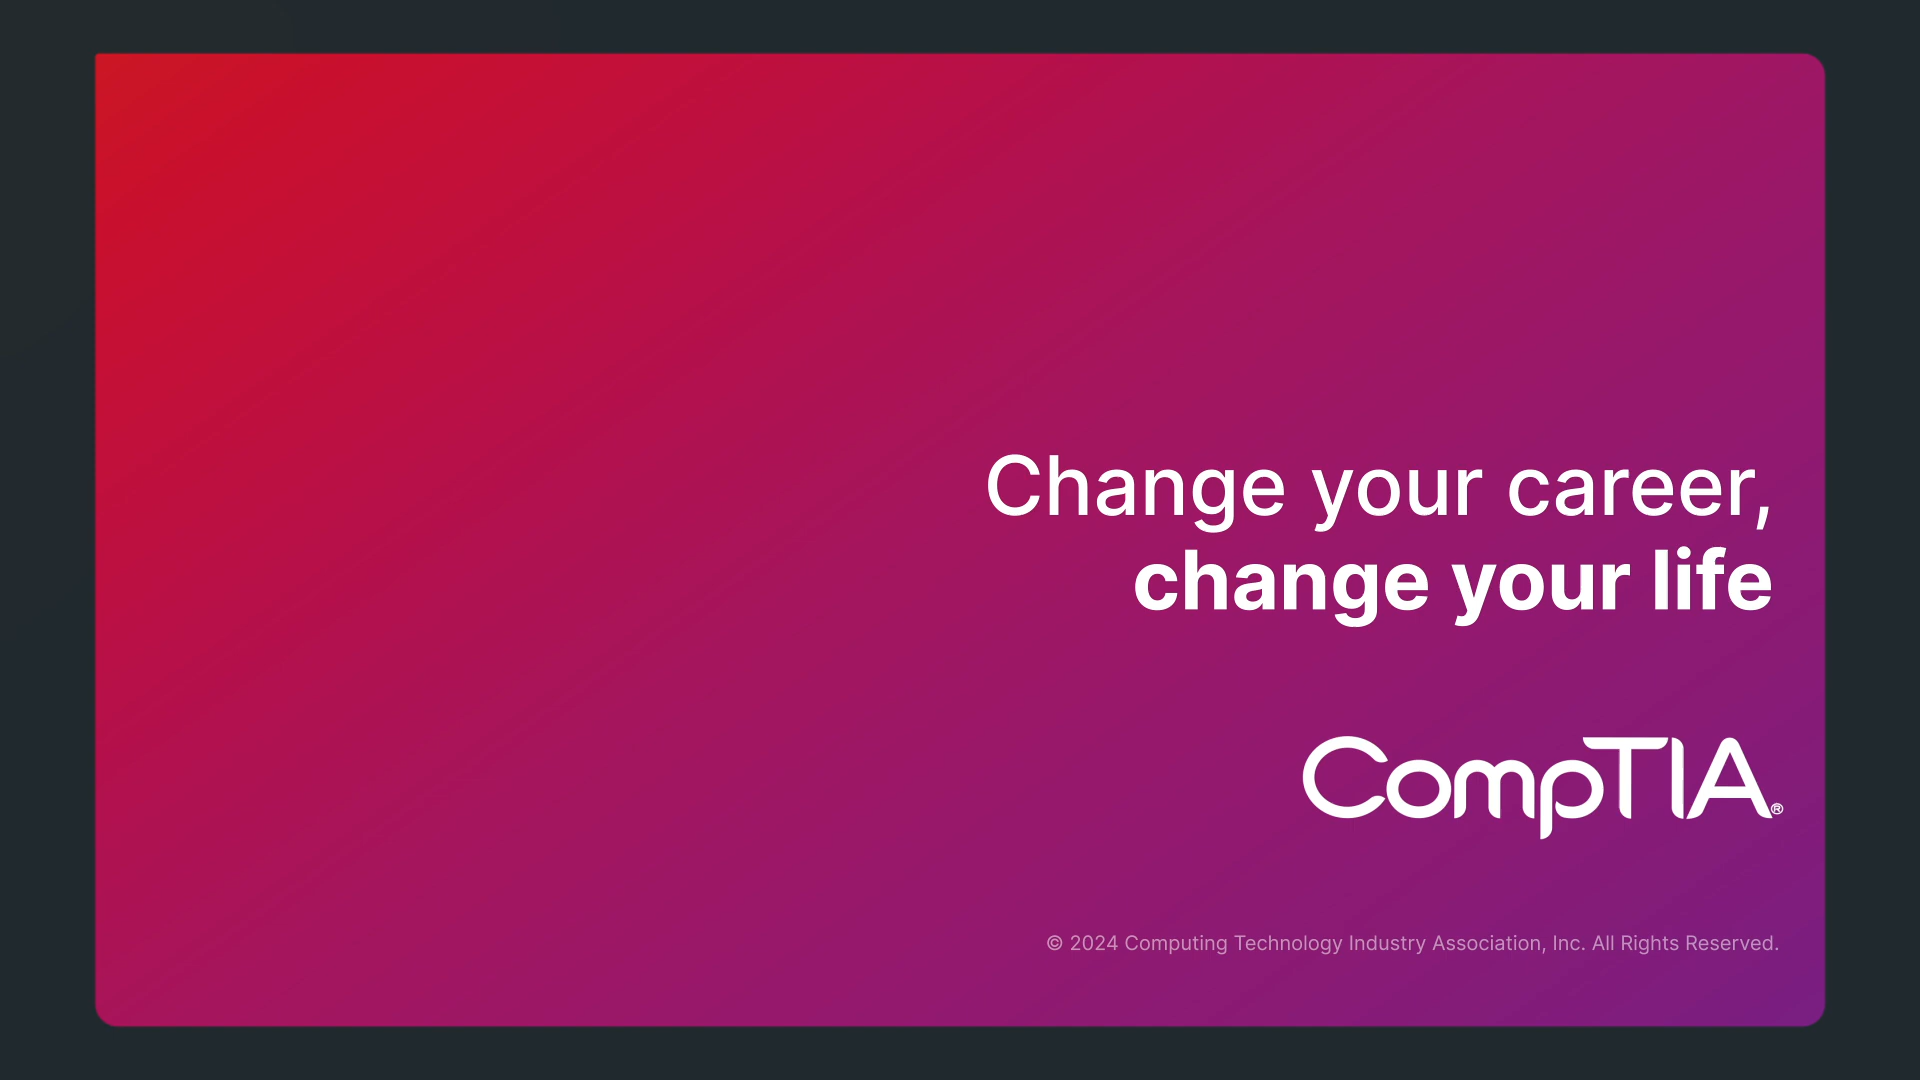 Change your career,
change your life
CompTIA®
© 2024 Computing Technology Industry Association, Inc. All Rights Reserved.